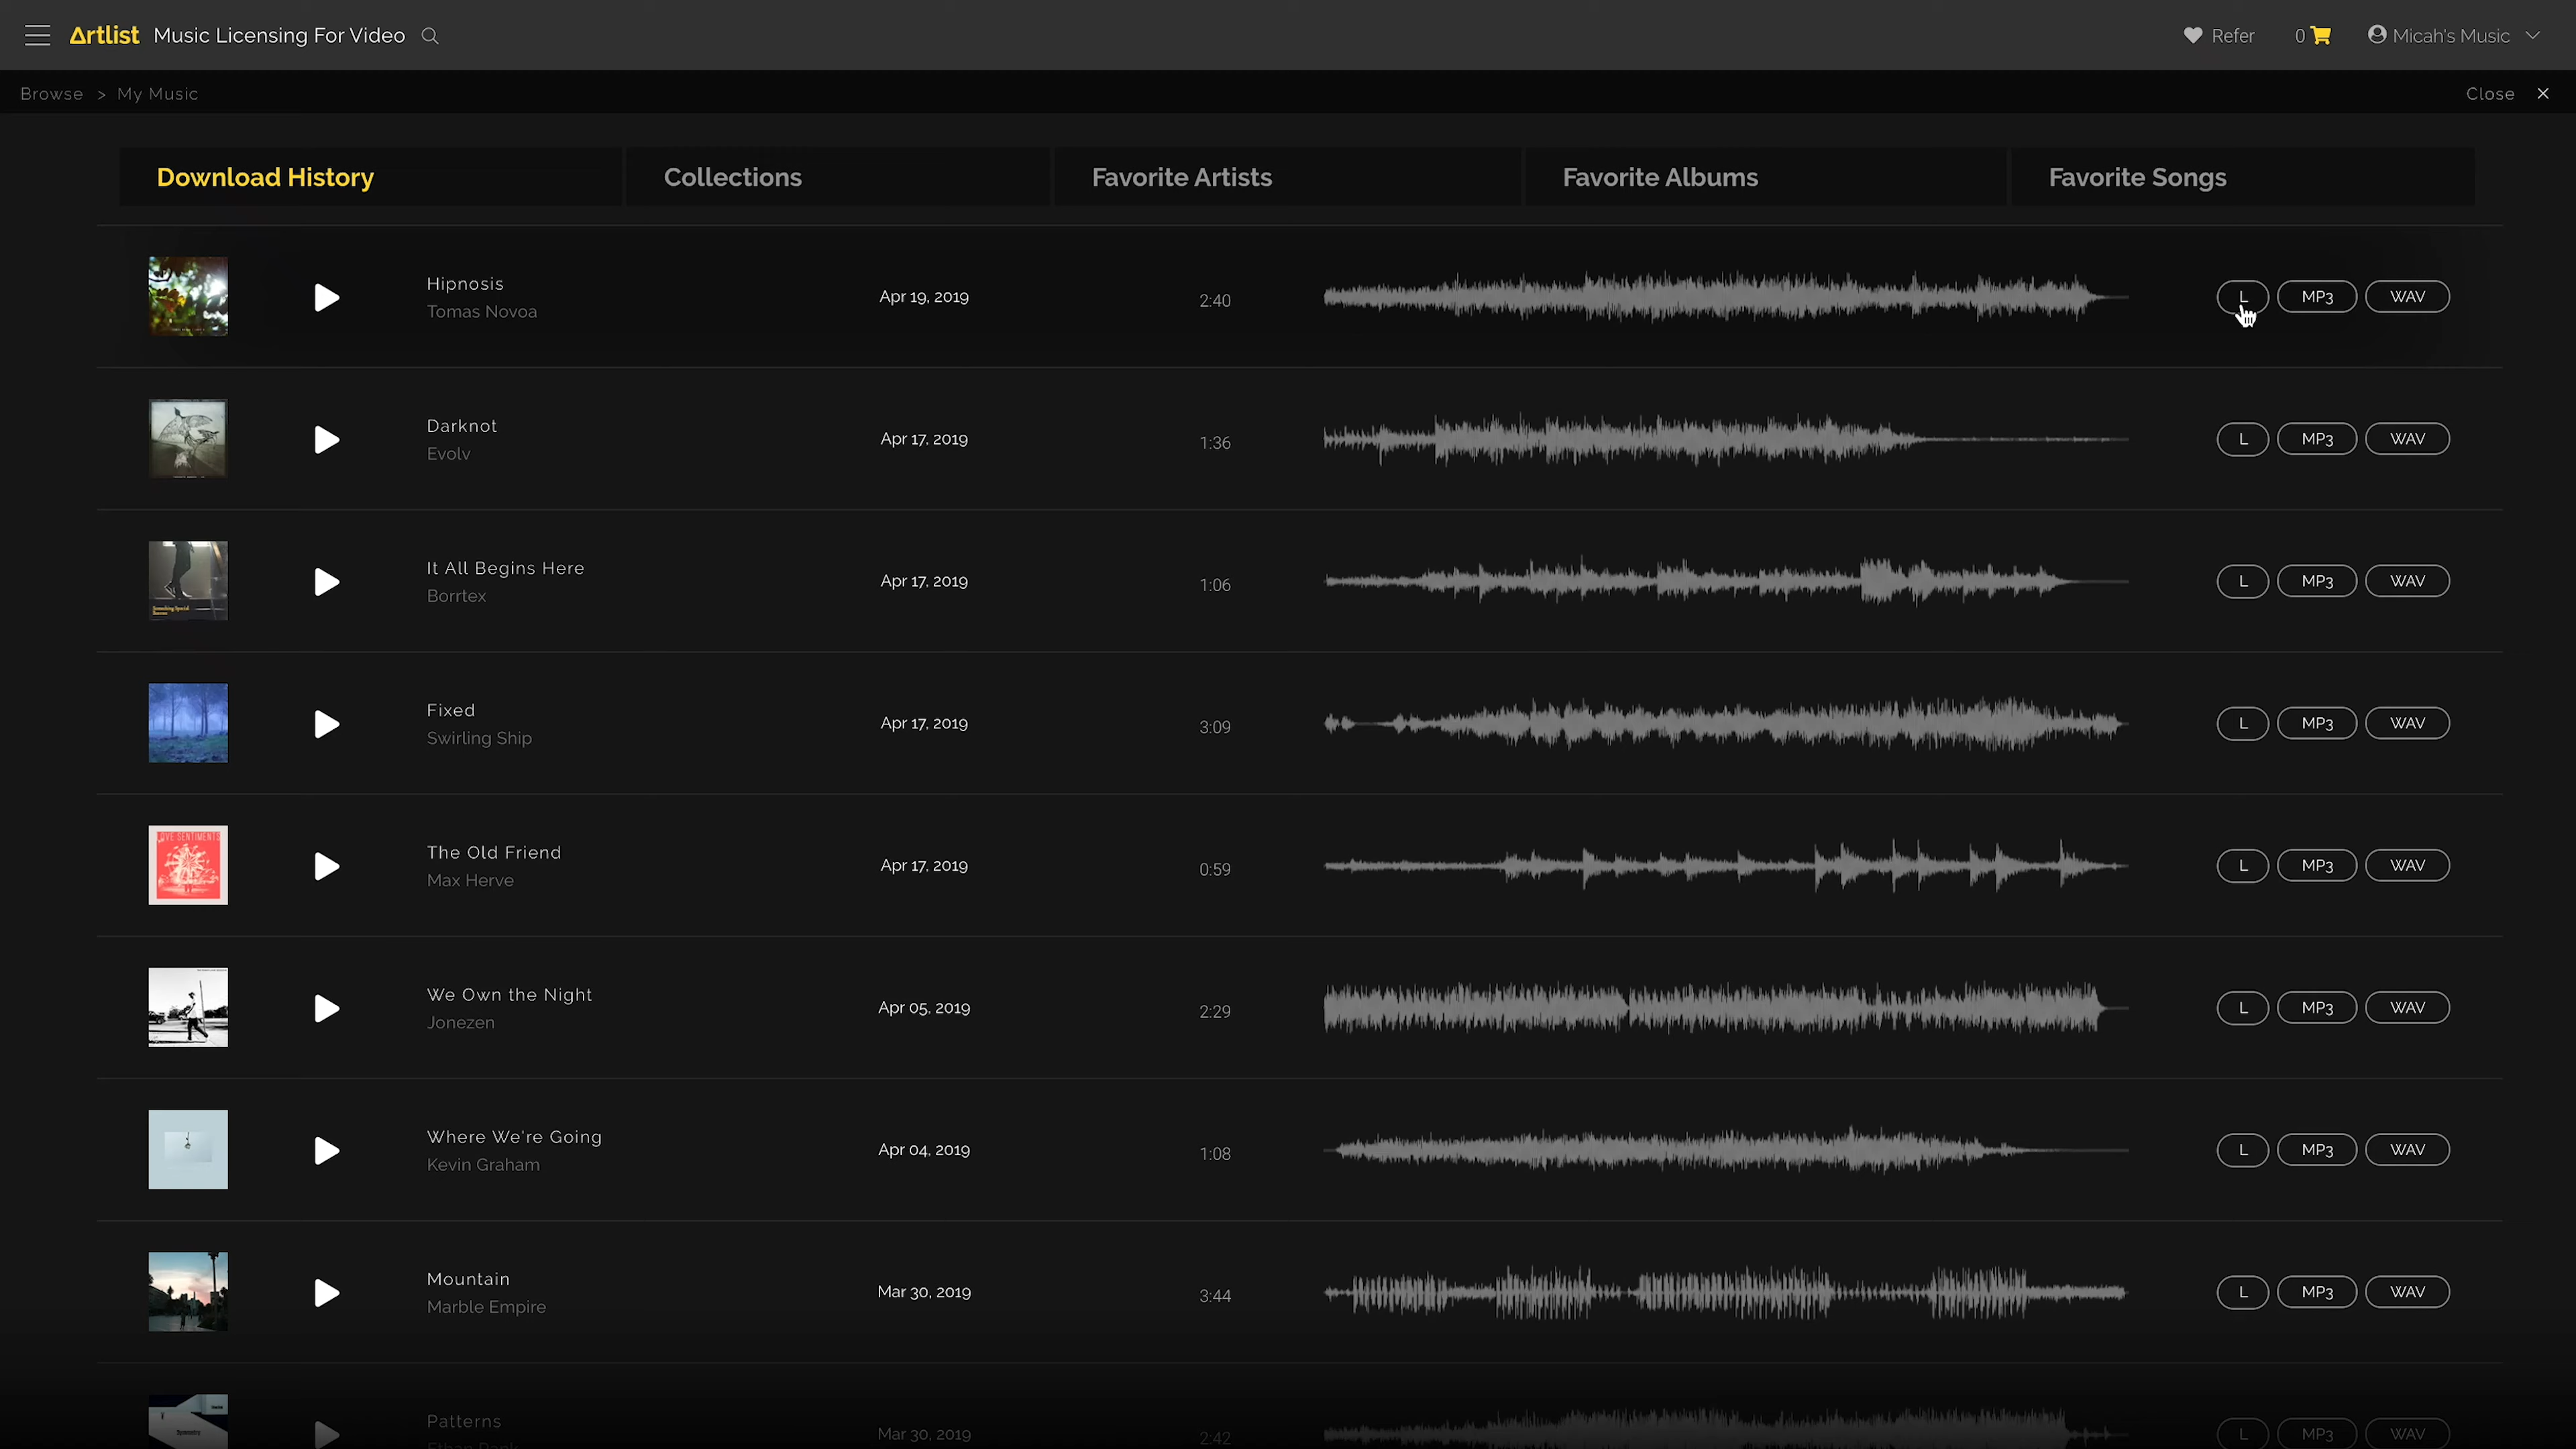 Artlist Music Licensing For Video Refer 0 Micah's Music
Browse > My Music Close ×
Download History Collections Favorite Artists Favorite Albums Favorite Songs
Hipnosis
Tomas Novoa
Apr 19, 2019 2:40 L MP3 WAV
Darknot
Evolv
Apr 17, 2019 1:36 L MP3 WAV
It All Begins Here
Borrtex
Apr 17, 2019 1:06 L MP3 WAV
Fixed
Swirling Ship
Apr 17, 2019 3:09 L MP3 WAV
The Old Friend
Max Herve
Apr 17, 2019 0:59 L MP3 WAV
We Own the Night
Jonezen
Apr 05, 2019 2:29 L MP3 WAV
Where We're Going
Kevin Graham
Apr 04, 2019 1:08 L MP3 WAV
Mountain
Marble Empire
Mar 30, 2019 3:44 L MP3 WAV
Patterns
Mar 30, 2019 2:42 L MP3 WAV